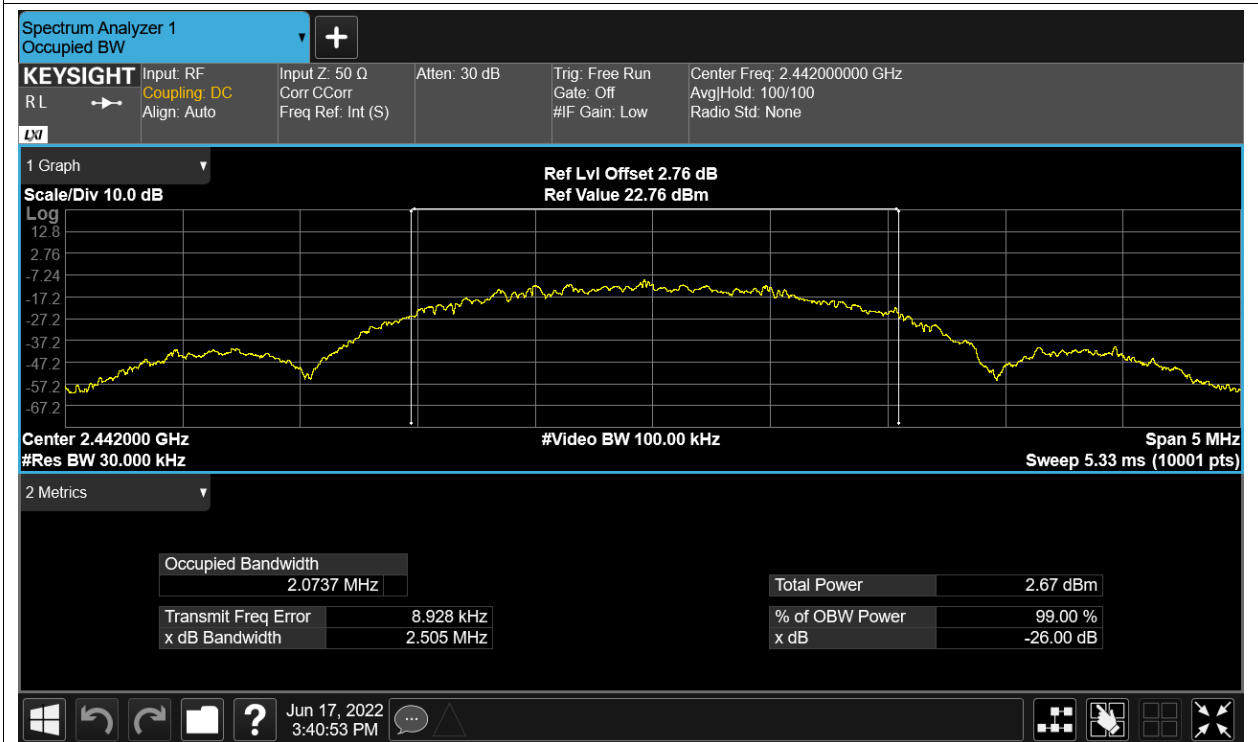 Spectrum Analyzer 1
Occupied BW
KEYSIGHT
R L
LXI
Input: RF
Coupling: DC
Align: Auto
Input Z: 50 Ω
Corr CCorr
Freq Ref: Int (S)
Atten: 30 dB
Trig: Free Run
Gate: Off
#IF Gain: Low
Center Freq: 2.442000000 GHz
Avg|Hold: 100/100
Radio Std: None
1 Graph
Scale/Div 10.0 dB
Ref Lvl Offset 2.76 dB
Ref Value 22.76 dBm
Log
12.8
2.76
-7.24
-17.2
-27.2
-37.2
-47.2
-57.2
-67.2
Center 2.442000 GHz
#Video BW 100.00 kHz
Span 5 MHz
#Res BW 30.000 kHz
Sweep 5.33 ms (10001 pts)
2 Metrics
Occupied Bandwidth
2.0737 MHz
Total Power 2.67 dBm
Transmit Freq Error 8.928 kHz
% of OBW Power 99.00 %
x dB Bandwidth 2.505 MHz
x dB -26.00 dB
?
Jun 17, 2022
3:40:53 PM